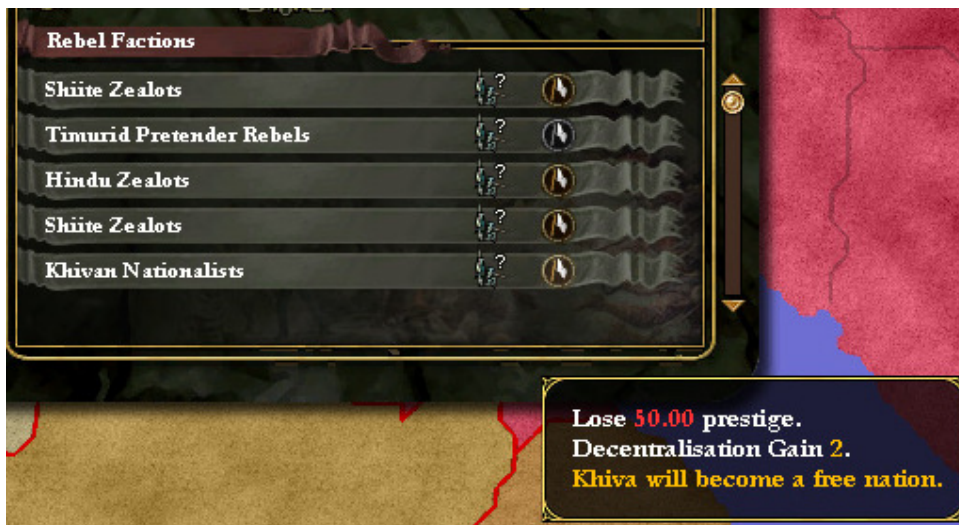 Rebel Factions
Shiite Zealots
?
Timurid Pretender Rebels
?
Hindu Zealots
?
Shiite Zealots
?
Khivan Nationalists
?
Lose 50.00 prestige.
Decentralisation Gain 2.
Khiva will become a free nation.